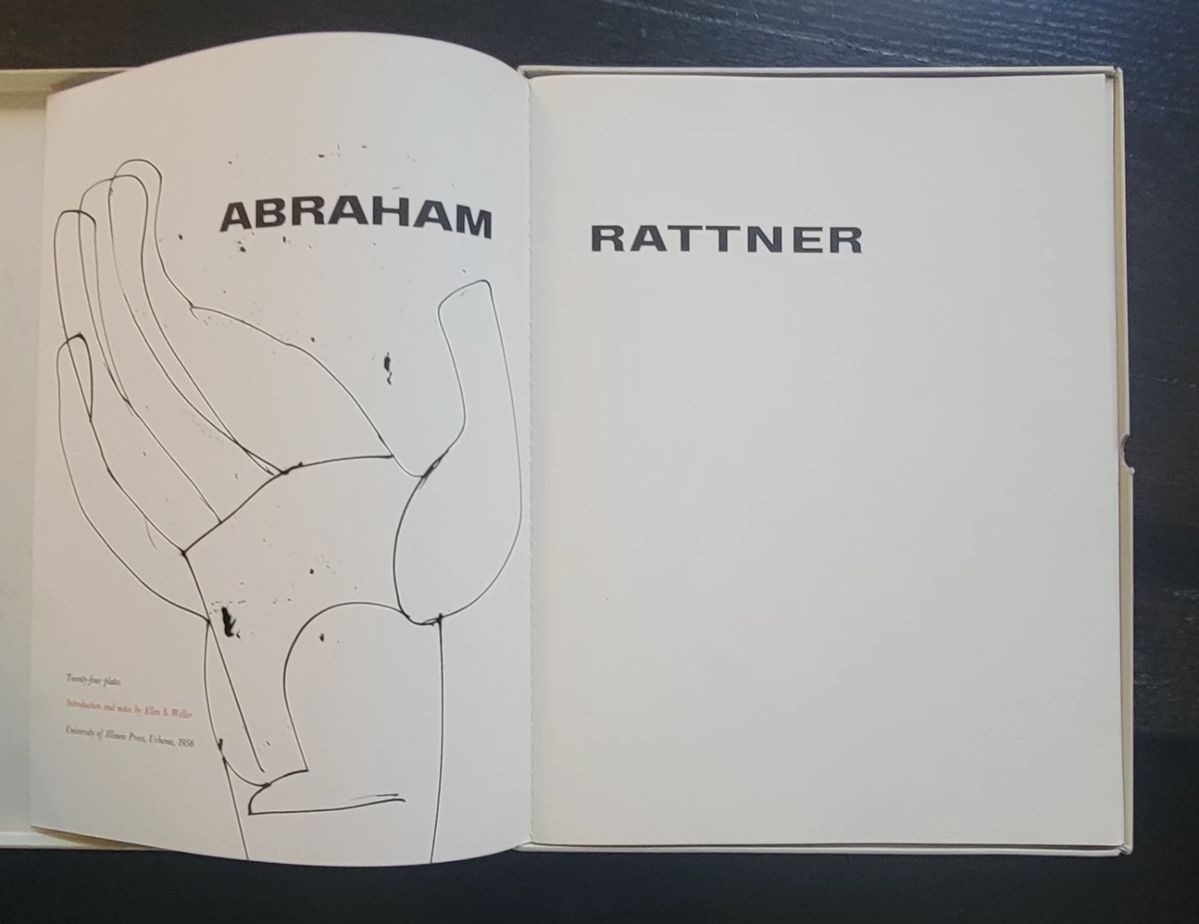 ABRAHAM
RATTNER
Twenty-four plates
Introduction and notes by Allen S. Weller
University of Illinois Press, Urbana, 1956